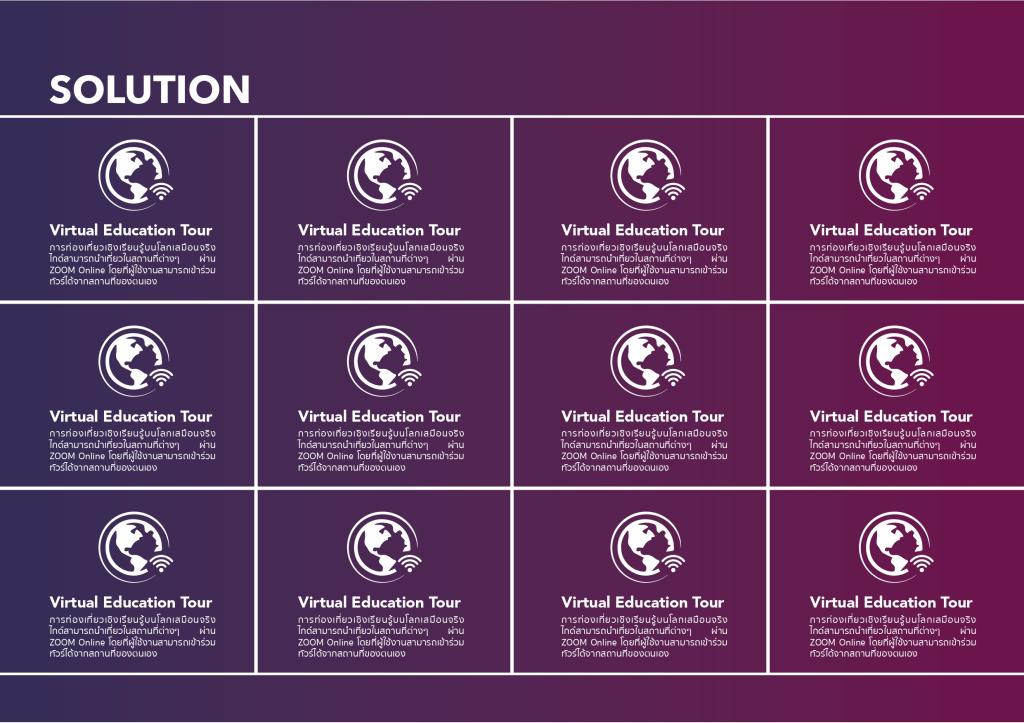 SOLUTION
Virtual Education Tour
การท่องเที่ยวเชิงเรียนรู้บนโลกเสมือนจริง
ไกด์สามารถนำเที่ยวในสถานที่ต่างๆ ผ่าน
ZOOM Online โดยที่ผู้ใช้งานสามารถเข้าร่วม
ทัวร์ได้จากสถานที่ของตนเอง
Virtual Education Tour
การท่องเที่ยวเชิงเรียนรู้บนโลกเสมือนจริง
ไกด์สามารถนำเที่ยวในสถานที่ต่างๆ ผ่าน
ZOOM Online โดยที่ผู้ใช้งานสามารถเข้าร่วม
ทัวร์ได้จากสถานที่ของตนเอง
Virtual Education Tour
การท่องเที่ยวเชิงเรียนรู้บนโลกเสมือนจริง
ไกด์สามารถนำเที่ยวในสถานที่ต่างๆ ผ่าน
ZOOM Online โดยที่ผู้ใช้งานสามารถเข้าร่วม
ทัวร์ได้จากสถานที่ของตนเอง
Virtual Education Tour
การท่องเที่ยวเชิงเรียนรู้บนโลกเสมือนจริง
ไกด์สามารถนำเที่ยวในสถานที่ต่างๆ ผ่าน
ZOOM Online โดยที่ผู้ใช้งานสามารถเข้าร่วม
ทัวร์ได้จากสถานที่ของตนเอง
Virtual Education Tour
การท่องเที่ยวเชิงเรียนรู้บนโลกเสมือนจริง
ไกด์สามารถนำเที่ยวในสถานที่ต่างๆ ผ่าน
ZOOM Online โดยที่ผู้ใช้งานสามารถเข้าร่วม
ทัวร์ได้จากสถานที่ของตนเอง
Virtual Education Tour
การท่องเที่ยวเชิงเรียนรู้บนโลกเสมือนจริง
ไกด์สามารถนำเที่ยวในสถานที่ต่างๆ ผ่าน
ZOOM Online โดยที่ผู้ใช้งานสามารถเข้าร่วม
ทัวร์ได้จากสถานที่ของตนเอง
Virtual Education Tour
การท่องเที่ยวเชิงเรียนรู้บนโลกเสมือนจริง
ไกด์สามารถนำเที่ยวในสถานที่ต่างๆ ผ่าน
ZOOM Online โดยที่ผู้ใช้งานสามารถเข้าร่วม
ทัวร์ได้จากสถานที่ของตนเอง
Virtual Education Tour
การท่องเที่ยวเชิงเรียนรู้บนโลกเสมือนจริง
ไกด์สามารถนำเที่ยวในสถานที่ต่างๆ ผ่าน
ZOOM Online โดยที่ผู้ใช้งานสามารถเข้าร่วม
ทัวร์ได้จากสถานที่ของตนเอง
Virtual Education Tour
การท่องเที่ยวเชิงเรียนรู้บนโลกเสมือนจริง
ไกด์สามารถนำเที่ยวในสถานที่ต่างๆ ผ่าน
ZOOM Online โดยที่ผู้ใช้งานสามารถเข้าร่วม
ทัวร์ได้จากสถานที่ของตนเอง
Virtual Education Tour
การท่องเที่ยวเชิงเรียนรู้บนโลกเสมือนจริง
ไกด์สามารถนำเที่ยวในสถานที่ต่างๆ ผ่าน
ZOOM Online โดยที่ผู้ใช้งานสามารถเข้าร่วม
ทัวร์ได้จากสถานที่ของตนเอง
Virtual Education Tour
การท่องเที่ยวเชิงเรียนรู้บนโลกเสมือนจริง
ไกด์สามารถนำเที่ยวในสถานที่ต่างๆ ผ่าน
ZOOM Online โดยที่ผู้ใช้งานสามารถเข้าร่วม
ทัวร์ได้จากสถานที่ของตนเอง
Virtual Education Tour
การท่องเที่ยวเชิงเรียนรู้บนโลกเสมือนจริง
ไกด์สามารถนำเที่ยวในสถานที่ต่างๆ ผ่าน
ZOOM Online โดยที่ผู้ใช้งานสามารถเข้าร่วม
ทัวร์ได้จากสถานที่ของตนเอง